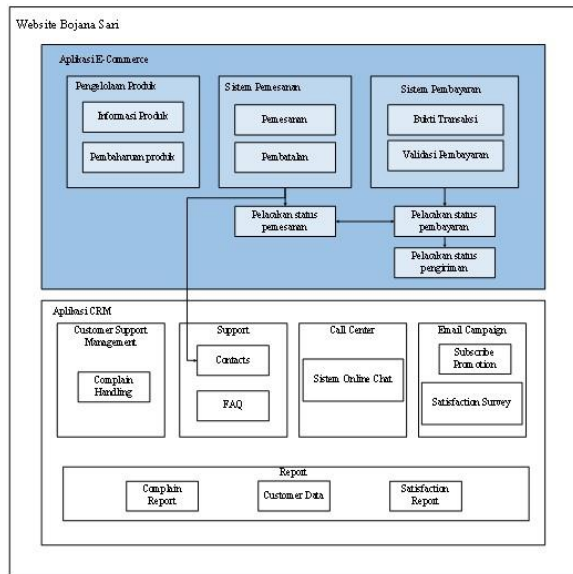 Website Bojana Sari
Aplikasi E-Commerce
Pengelolaan Produk
Informasi Produk
Pembaharuan produk
Sistem Pemesanan
Pemesanan
Pembatalan
Sistem Pembayaran
Bukti Transaksi
Validasi Pembayaran
Pelacakan status
pemesanan
Pelacakan status
pembayaran
Pelacakan status
pengiriman
Aplikasi CRM
Customer Support
Management
Complain
Handling
Support
Contacts
FAQ
Call Center
Sistem Online Chat
Email Campaign
Subscribe
Promotion
Satisfaction Survey
Report
Complain
Report
Customer Data
Satisfaction
Report